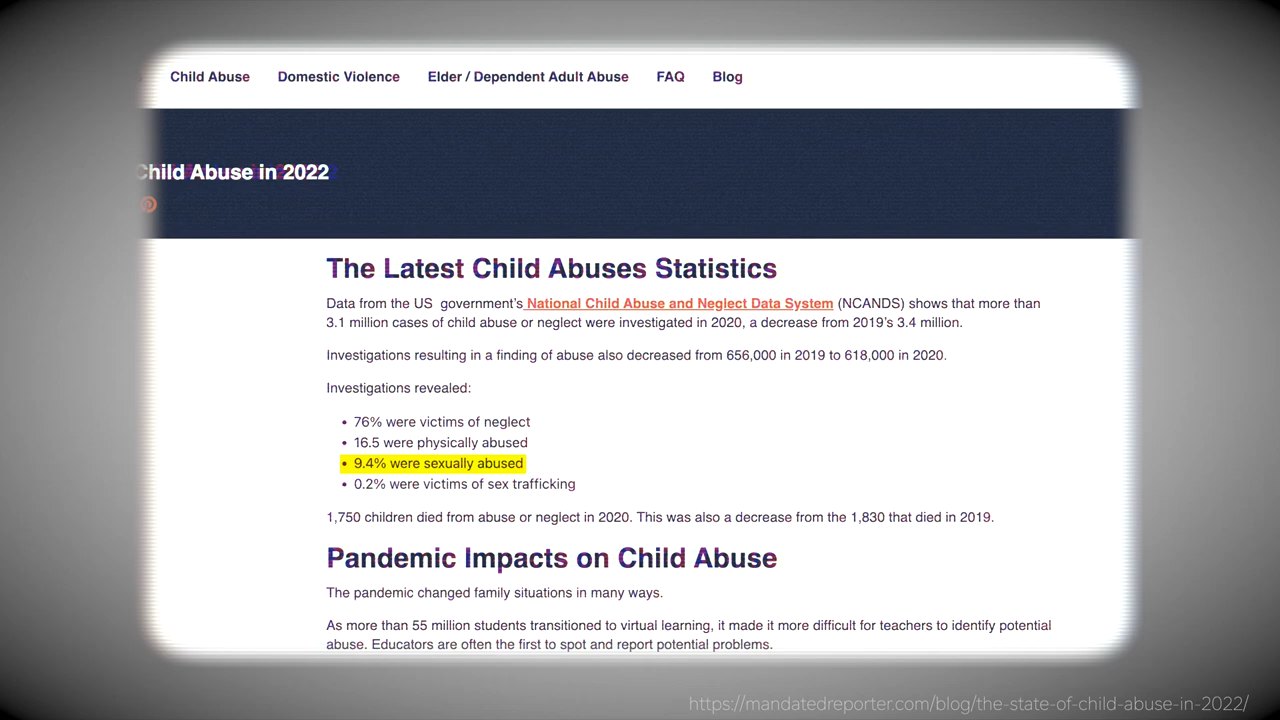 Child Abuse Domestic Violence Elder / Dependent Adult Abuse FAQ Blog
Child Abuse in 2022
The Latest Child Abuses Statistics
Data from the US government's National Child Abuse and Neglect Data System (NCANDS) shows that more than
3.1 million cases of child abuse or neglect were investigated in 2020, a decrease from 2019's 3.4 million.
Investigations resulting in a finding of abuse also decreased from 656,000 in 2019 to 618,000 in 2020.
Investigations revealed:
• 76% were victims of neglect
• 16.5 were physically abused
• 9.4% were sexually abused
• 0.2% were victims of sex trafficking
1,750 children died from abuse or neglect in 2020. This was also a decrease from the 1,830 that died in 2019.
Pandemic Impacts on Child Abuse
The pandemic changed family situations in many ways.
As more than 55 million students transitioned to virtual learning, it made it more difficult for teachers to identify potential
abuse. Educators are often the first to spot and report potential problems.
https://mandatedreporter.com/blog/the-state-of-child-abuse-in-2022/